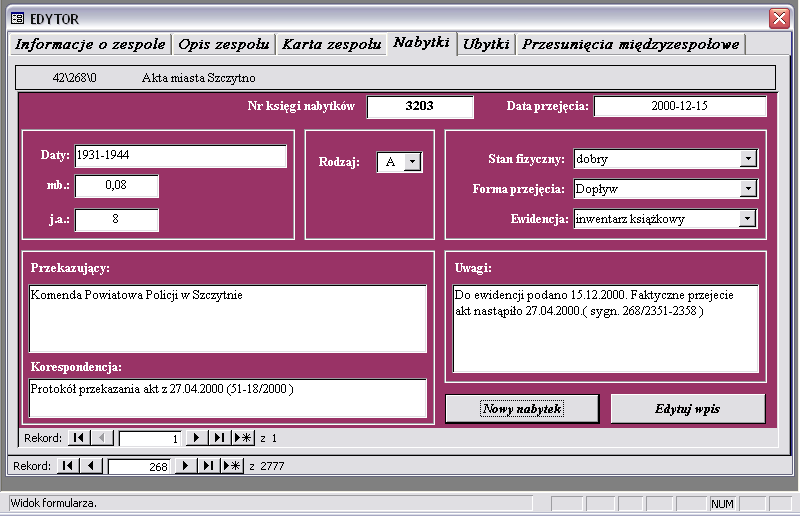 EDYTOR
Informacje o zespole Opis zespołu Karta zespołu Nabytki Ubytki Przesunięcia międzyzespołowe
42\268\0 Akta miasta Szczytno
Nr księgi nabytków 3203 Data przejęcia: 2000-12-15
Daty: 1931-1944
mb.: 0,08
j.a.: 8
Rodzaj: A
Stan fizyczny: dobry
Forma przejęcia: Dopływ
Ewidencja: inwentarz książkowy
Przekazujący:
Komenda Powiatowa Policji w Szczytnie
Korespondencja:
Protokół przekazania akt z 27.04.2000 (51-18/2000 )
Uwagi:
Do ewidencji podano 15.12.2000. Faktyczne przejecie
akt nastąpiło 27.04.2000.( sygn. 268/2351-2358 )
Nowy nabytek Edytuj wpis
Rekord: 1 z 1
Rekord: 268 z 2777
Widok formularza. NUM